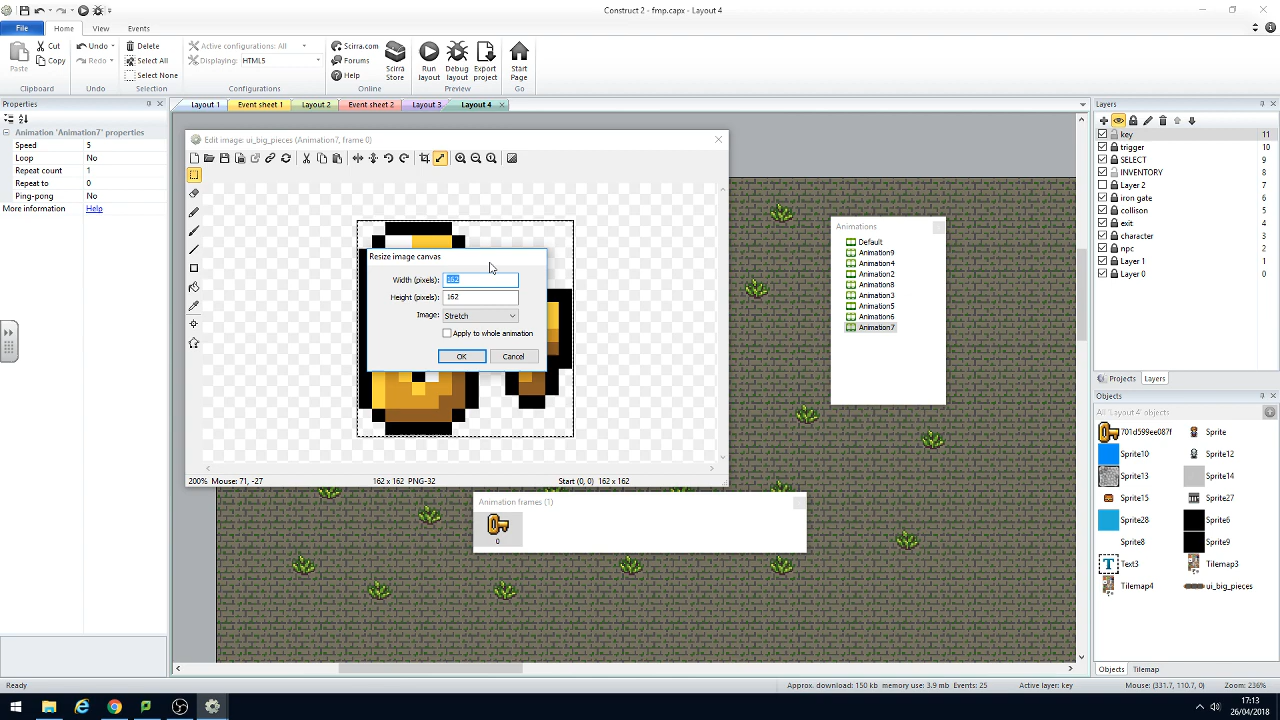 Construct 2 - fmp.capx - Layout 4
File
Home
View
Events
Paste
Cut
Copy
Clipboard
Undo
Redo
Undo
Delete
Select All
Select None
Selection
Active configurations: All
Displaying:
HTML5
Configurations
Scirra.com
Forums
Help
Scirra Store
Online
Run layout
Debug layout
Export project
Preview
Start Page
Go
Properties
Animation 'Animation7' properties
Speed 5
Loop No
Repeat count 1
Repeat to 0
Ping-pong No
More information Help
Layout 1
Event sheet 1
Layout 2
Event sheet 2
Layout 3
Layout 4
Edit image: ui_big_pieces (Animation7, frame 0)
Resize image canvas
Width (pixels): 162
Height (pixels): 162
Image: Stretch
Apply to whole animation
OK
Cancel
200% Mouse: 71, -27
162 x 162 PNG-32
Start (0, 0) 162 x 162
Animations
Default
Animation9
Animation4
Animation2
Animation8
Animation3
Animation5
Animation6
Animation7
Animation frames (1)
0
Layers
key 11
trigger 10
SELECT 9
INVENTORY 8
Layer 2 7
iron gate 6
collison 5
exit 4
character 3
npc 2
Layer 1 1
Layer 0 0
Projects
Layers
Objects
All 'Layout 4' objects
701d599ee087f
Sprite
Sprite10
Sprite12
Sprite13
Sprite14
Sprite15
Sprite27
Sprite28
Sprite6
Sprite8
Sprite9
Text3
Tilemap3
Tilemap4
ui_big_pieces
Objects
Tilemap
Ready
Approx. download: 150 kb
memory use: 3.9 mb
Events: 25
Active layer: key
Mouse: (331.7, 110.7, 0)
Zoom: 236%
17:13
26/04/2018